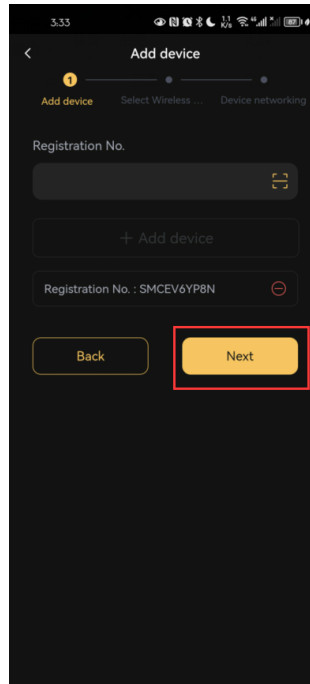 3:33
Add device
1
Add device Select Wireless ... Device networking
Registration No.
+ Add device
Registration No. : SMCEV6YP8N
Back Next